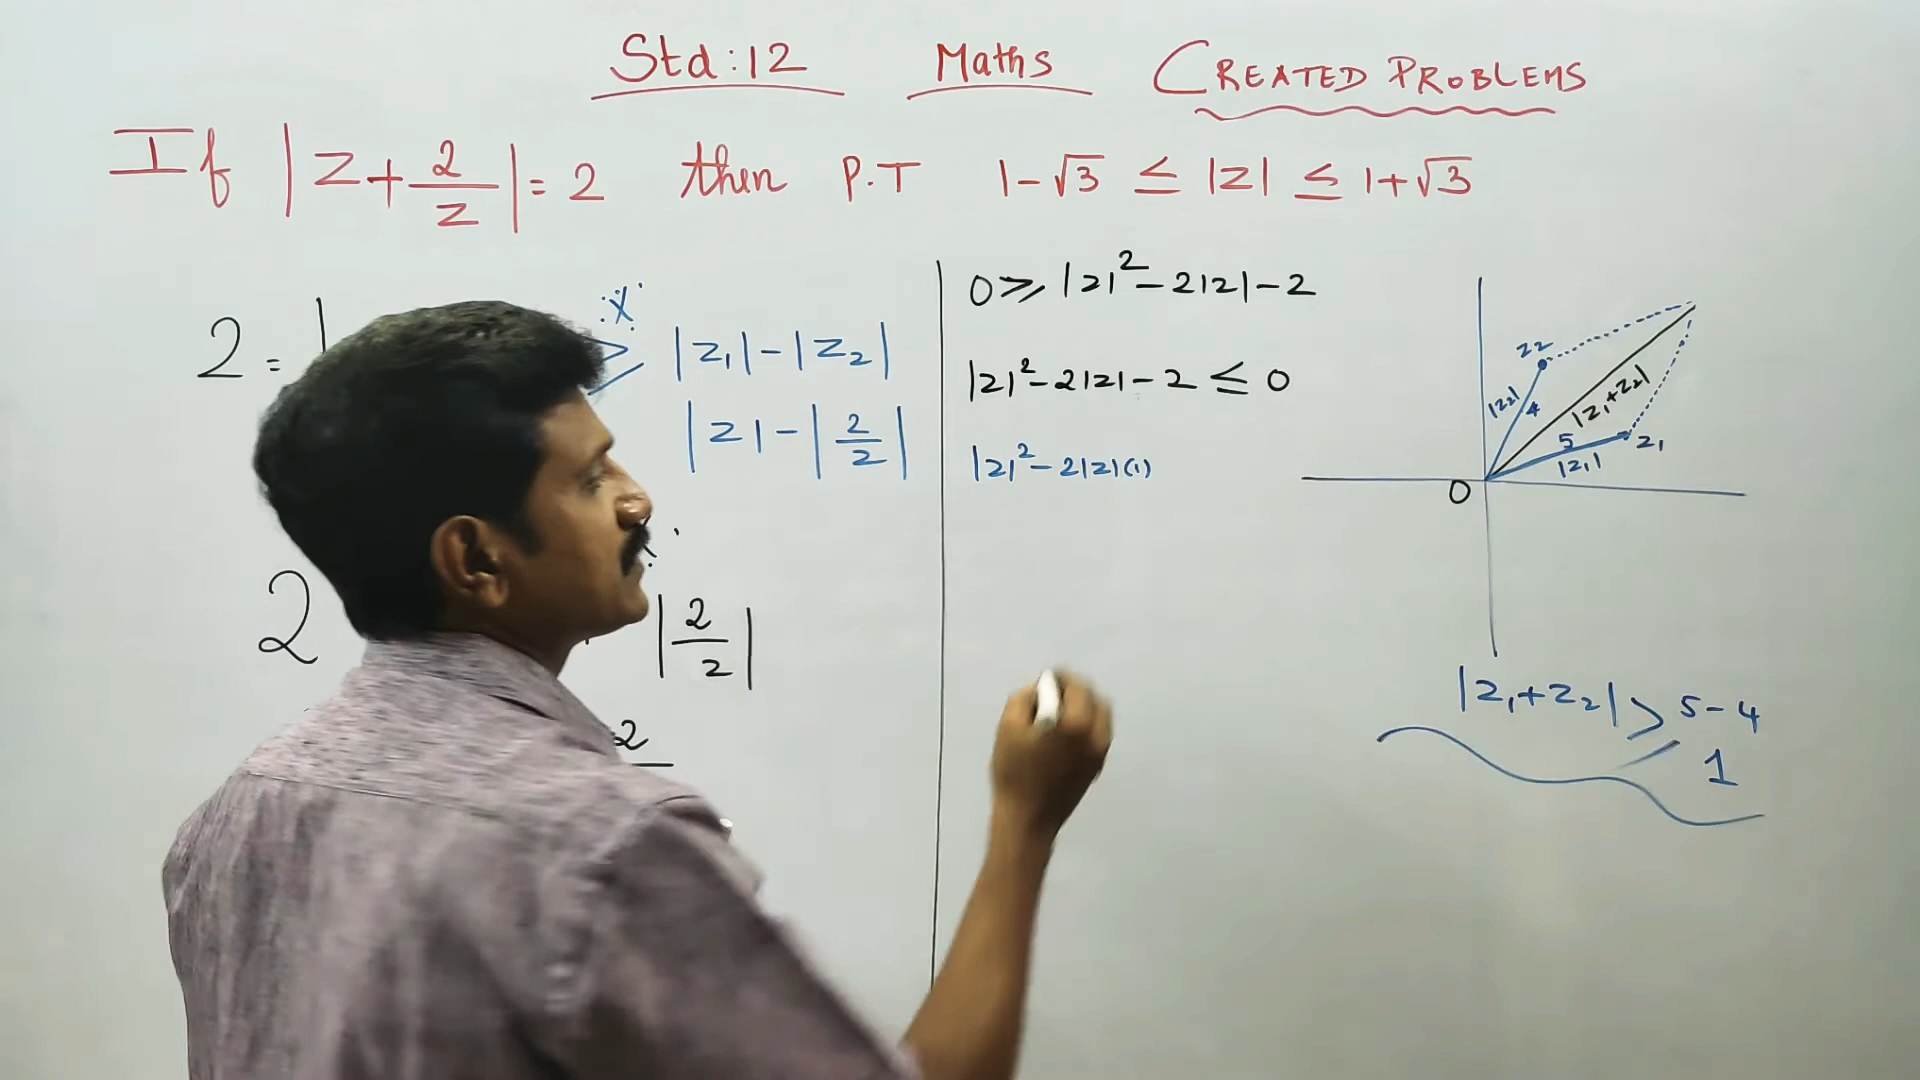 Std:12 Maths CREATED PROBLEMS
If |z+2/z|=2 then P.T 1-√3 ≤ |z| ≤ 1+√3
2 = | ≥ |z₁|-|z₂|
|z|-|2/z|
2 |2/z|
2
0 ≥ |z|²-2|z|-2
|z|²-2|z|-2 ≤ 0
|z|²-2|z|(1)
z2
|z₂| 4
|z₁+z₂|
5 z₁
|z₁|
O
|z₁+z₂| ≥ 5-4
1